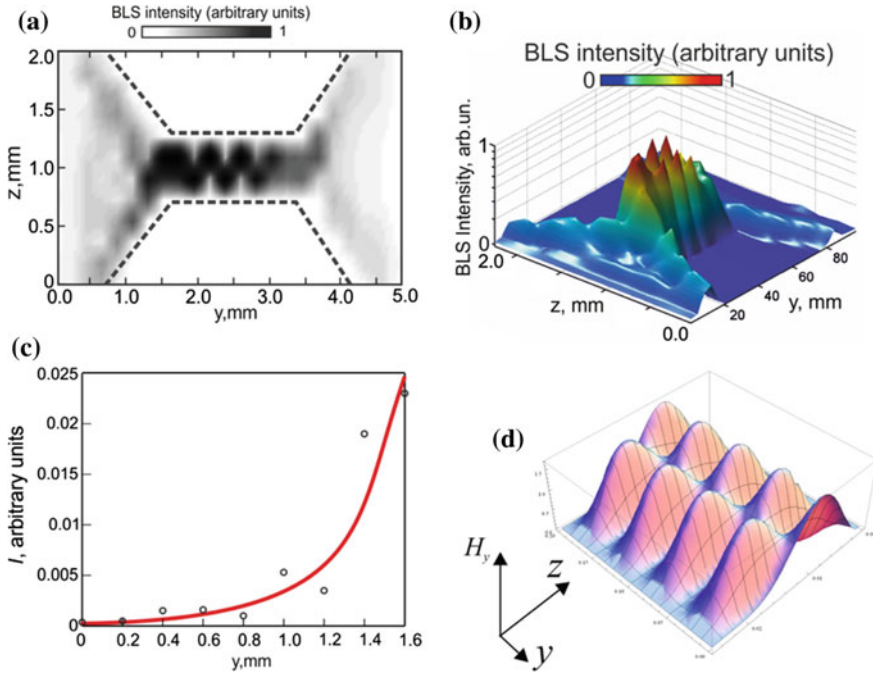 (a)
BLS intensity (arbitrary units)
0 1
2.0
1.5
1.0
0.5
0
z,mm
0.0 1.0 2.0 3.0 4.0 5.0
y,mm
(b)
BLS intensity (arbitrary units)
0 1
BLS Intensity, arb.un.
1
0
2.0
z, mm
0.0
20
40
60
80
y, mm
(c)
0.025
0.02
0.015
0.01
0.005
0
I, arbitrary units
0 0.2 0.4 0.6 0.8 1.0 1.2 1.4 1.6
y,mm
(d)
Hy
z
y